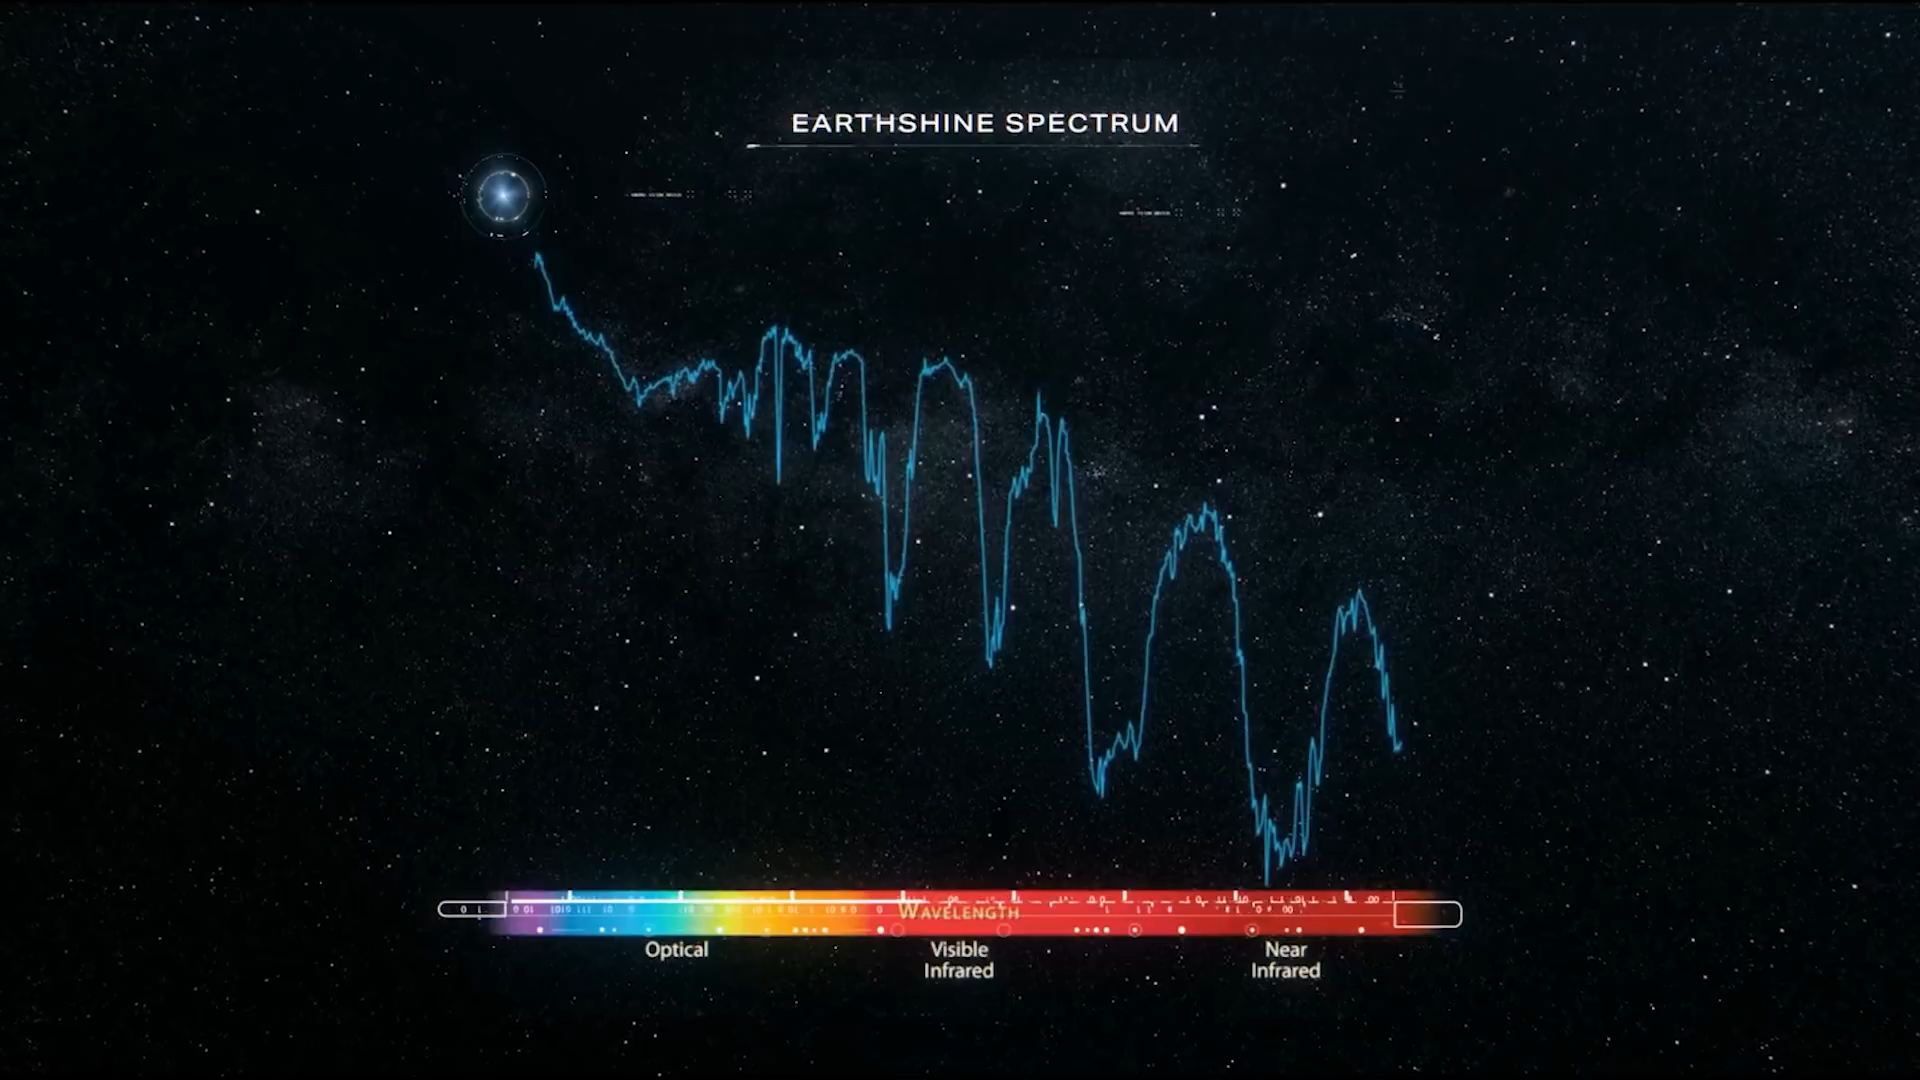 EARTHSHINE SPECTRUM
WAVELENGTH
Optical
Visible
Infrared
Near
Infrared